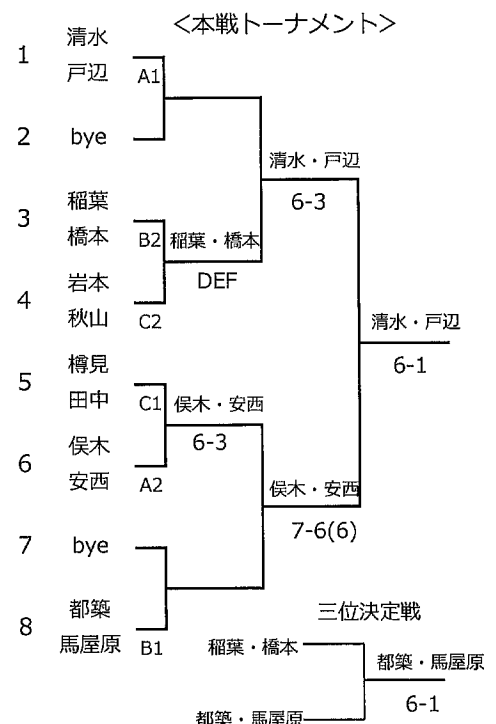 ＜本戦トーナメント＞
1
清水
戸辺
A1
2
bye
清水・戸辺
6-3
3
稲葉
橋本
B2
稲葉・橋本
DEF
4
岩本
秋山
C2
清水・戸辺
6-1
5
樽見
田中
C1
俣木・安西
6-3
6
俣木
安西
A2
俣木・安西
7-6(6)
7
bye
8
都築
馬屋原
B1
三位決定戦
稲葉・橋本
都築・馬屋原
6-1
都築・馬屋原